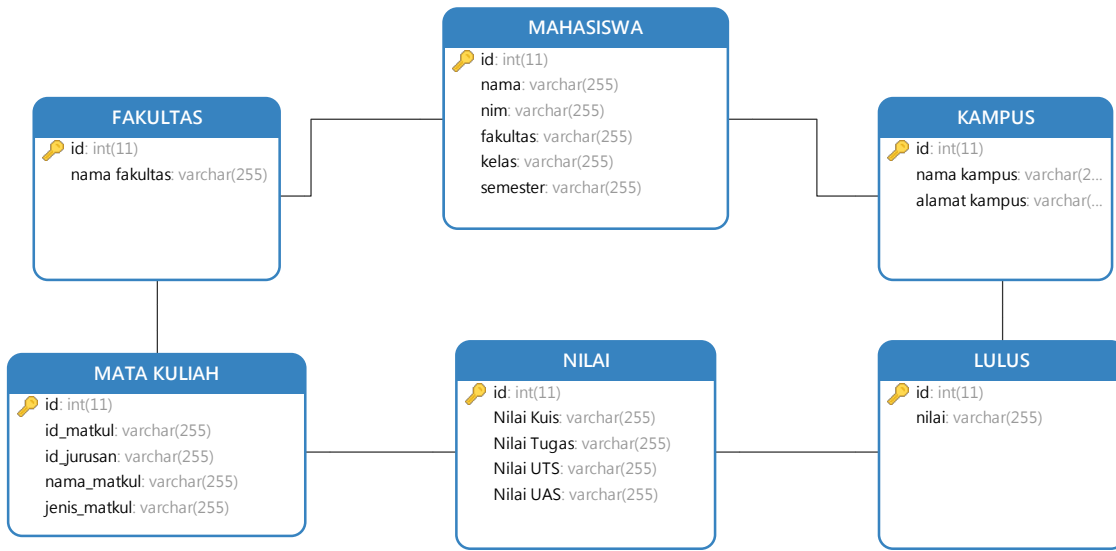 MAHASISWA
id: int(11)
nama: varchar(255)
nim: varchar(255)
fakultas: varchar(255)
kelas: varchar(255)
semester: varchar(255)
FAKULTAS
id: int(11)
nama fakultas: varchar(255)
KAMPUS
id: int(11)
nama kampus: varchar(2...
alamat kampus: varchar(...
MATA KULIAH
id: int(11)
id_matkul: varchar(255)
id_jurusan: varchar(255)
nama_matkul: varchar(255)
jenis_matkul: varchar(255)
NILAI
id: int(11)
Nilai Kuis: varchar(255)
Nilai Tugas: varchar(255)
Nilai UTS: varchar(255)
Nilai UAS: varchar(255)
LULUS
id: int(11)
nilai: varchar(255)